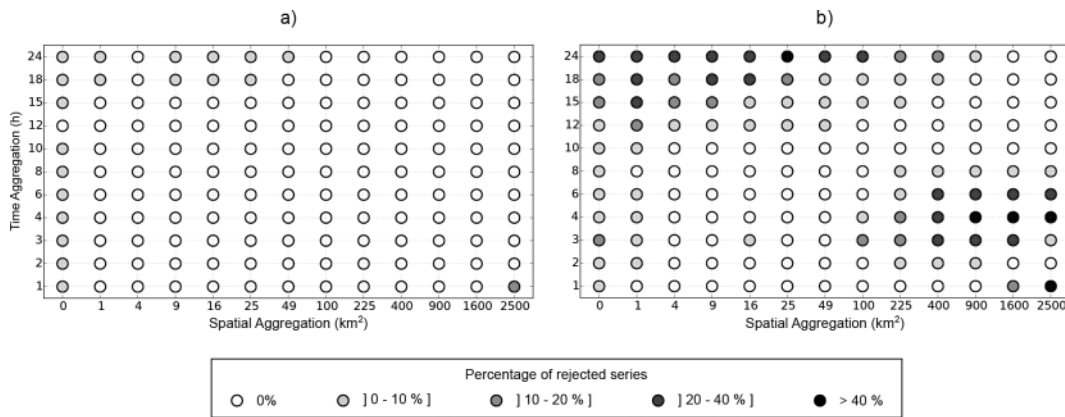 a)
b)
Time Aggregation (h)
24
18
15
12
10
8
6
4
3
2
1
0 1 4 9 16 25 49 100 225 400 900 1600 2500
Spatial Aggregation (km²)
24
18
15
12
10
8
6
4
3
2
1
0 1 4 9 16 25 49 100 225 400 900 1600 2500
Spatial Aggregation (km²)
Percentage of rejected series
0% ] 0 - 10 % ] ] 10 - 20 % ] ] 20 - 40 % ] > 40 %